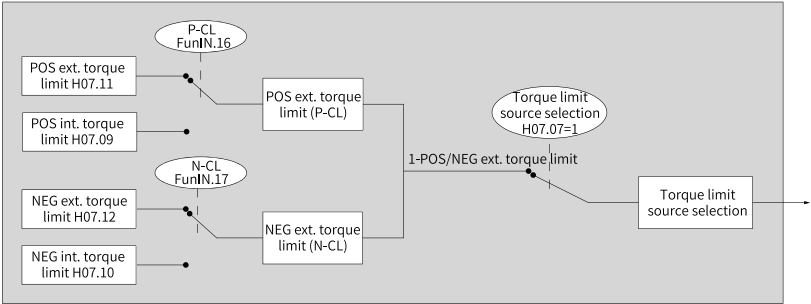 P-CL
FunIN.16
POS ext. torque
limit H07.11
POS int. torque
limit H07.09
POS ext. torque
limit (P-CL)
Torque limit
source selection
H07.07=1
1-POS/NEG ext. torque limit
N-CL
FunIN.17
NEG ext. torque
limit H07.12
NEG int. torque
limit H07.10
NEG ext. torque
limit (N-CL)
Torque limit
source selection